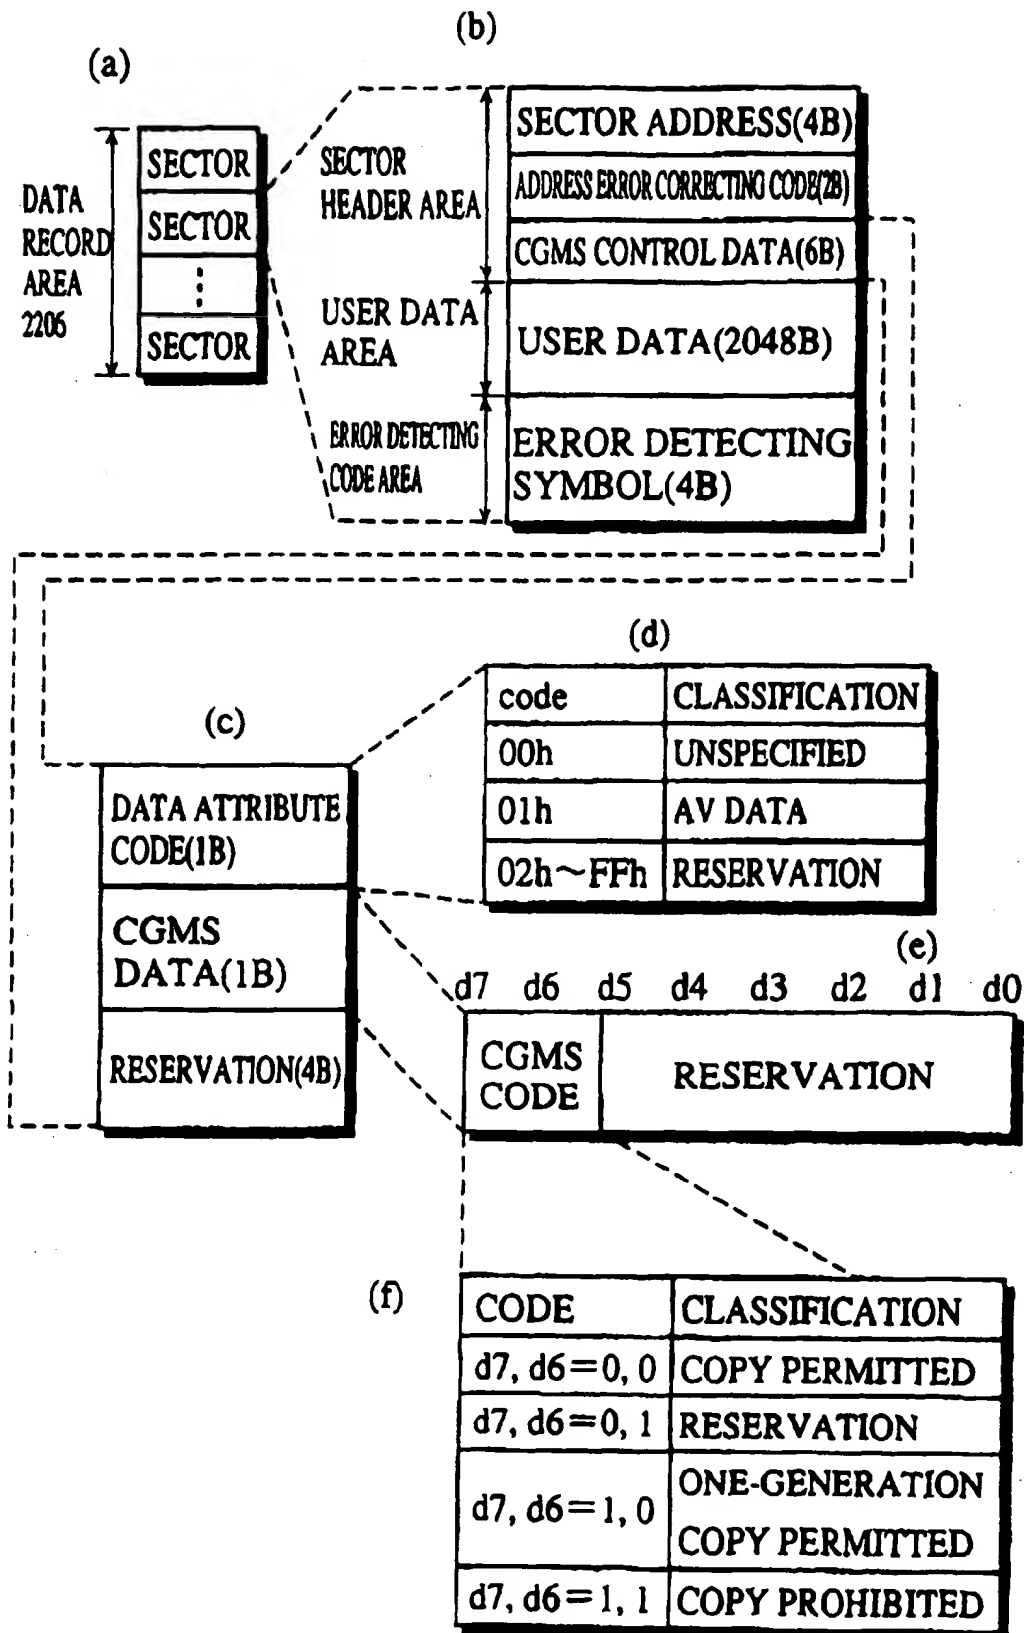 (a)
DATA
RECORD
AREA
2206
SECTOR
SECTOR
SECTOR
(b)
SECTOR
HEADER AREA
USER DATA
AREA
ERROR DETECTING
CODE AREA
SECTOR ADDRESS(4B)
ADDRESS ERROR CORRECTING CODE(2B)
CGMS CONTROL DATA(6B)
USER DATA(2048B)
ERROR DETECTING
SYMBOL(4B)
(c)
DATA ATTRIBUTE
CODE(1B)
CGMS
DATA(1B)
RESERVATION(4B)
(d)
code CLASSIFICATION
00h UNSPECIFIED
01h AV DATA
02h~FFh RESERVATION
(e)
d7 d6 d5 d4 d3 d2 d1 d0
CGMS
CODE
RESERVATION
(f)
CODE CLASSIFICATION
d7, d6=0, 0 COPY PERMITTED
d7, d6=0, 1 RESERVATION
d7, d6=1, 0 ONE-GENERATION
COPY PERMITTED
d7, d6=1, 1 COPY PROHIBITED